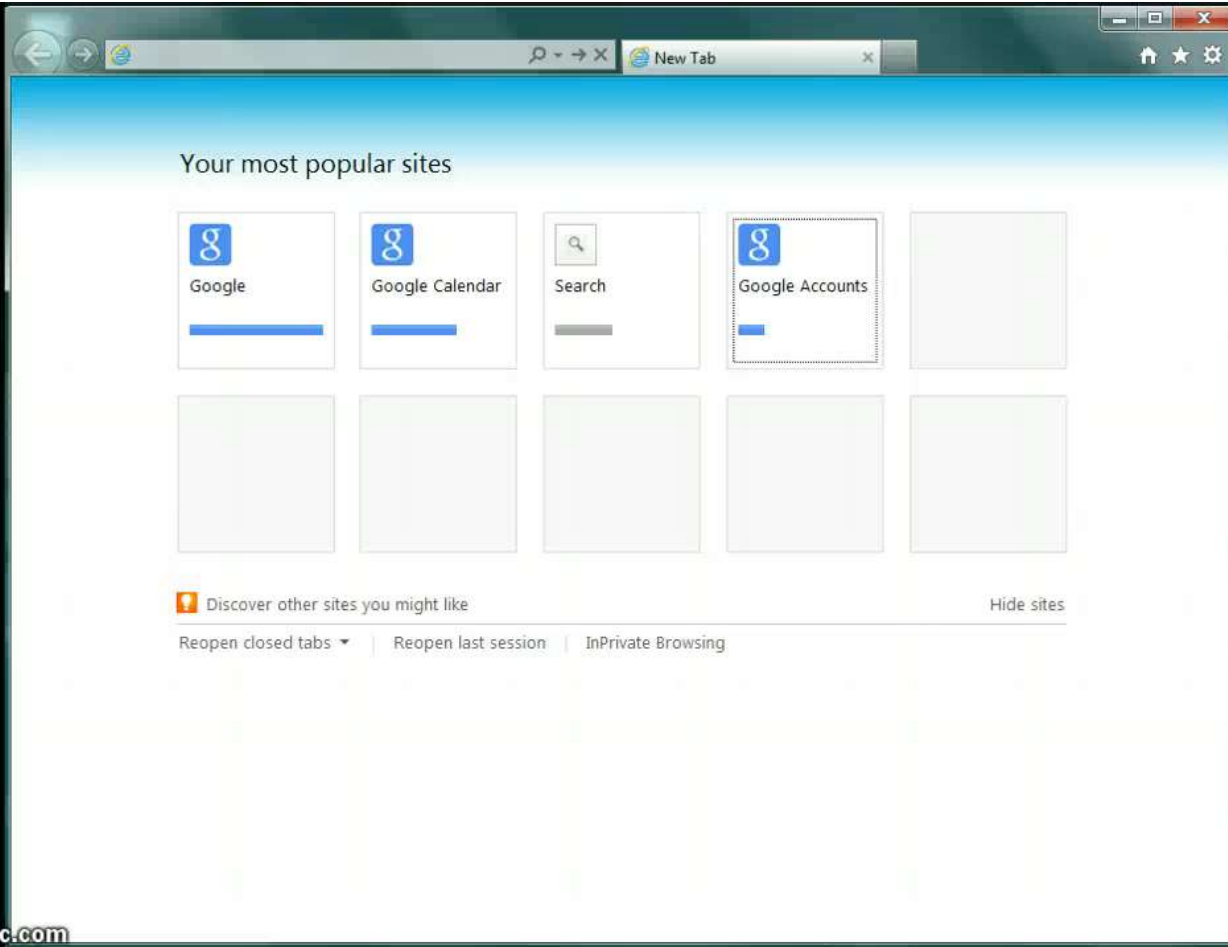 New Tab
Your most popular sites
g g g
Google Google Calendar Search Google Accounts
Discover other sites you might like Hide sites
Reopen closed tabs Reopen last session InPrivate Browsing
c.com